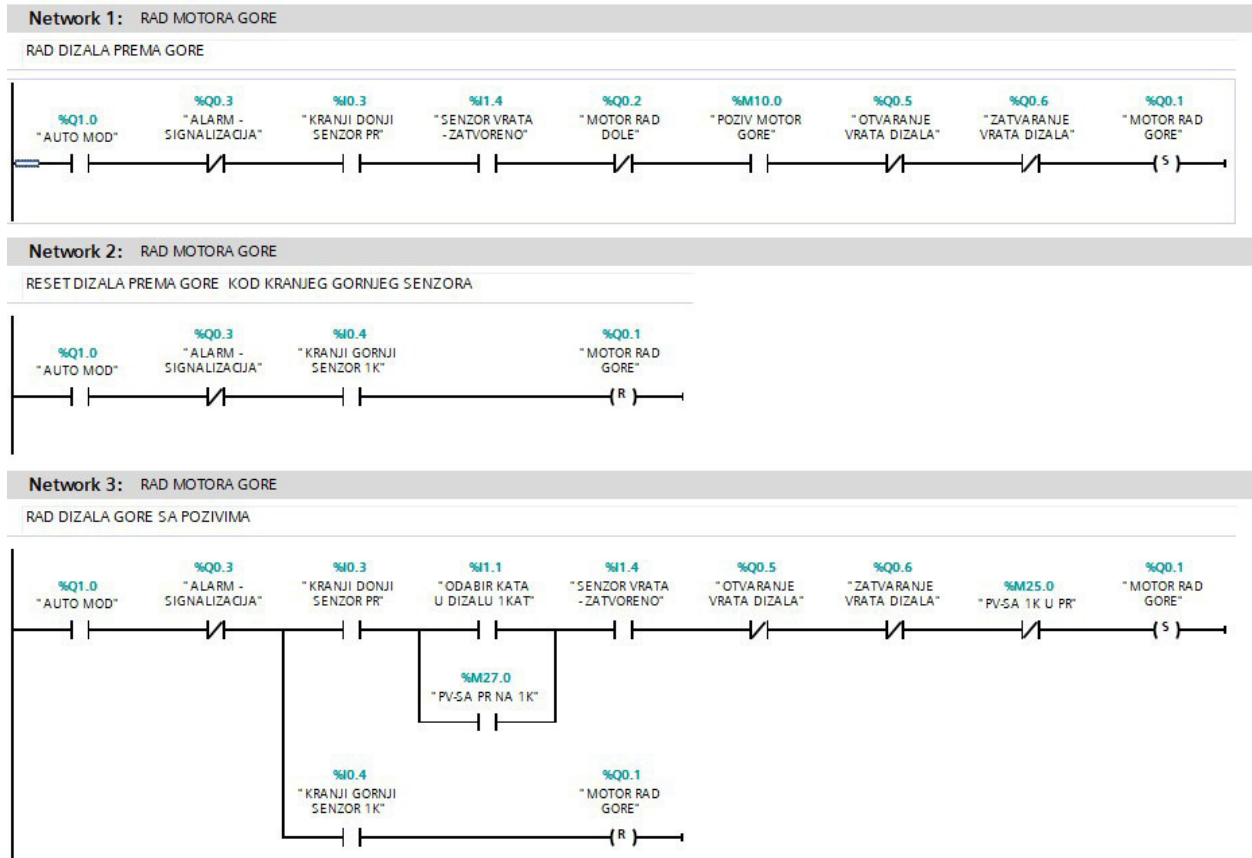 Network 1: RAD MOTORA GORE
RAD DIZALA PREMA GORE
%Q1.0
"AUTO MOD"
%Q0.3
"ALARM -
SIGNALIZACIJA"
%I0.3
"KRANJI DONJI
SENZOR PR"
%I1.4
"SENZOR VRATA
-ZATVORENO"
%Q0.2
"MOTOR RAD
DOLE"
%M10.0
"POZIV MOTOR
GORE"
%Q0.5
"OTVARANJE
VRATA DIZALA"
%Q0.6
"ZATVARANJE
VRATA DIZALA"
%Q0.1
"MOTOR RAD
GORE"
S
Network 2: RAD MOTORA GORE
RESET DIZALA PREMA GORE KOD KRANJEG GORNJEG SENZORA
%Q1.0
"AUTO MOD"
%Q0.3
"ALARM -
SIGNALIZACIJA"
%I0.4
"KRANJI GORNJI
SENZOR 1K"
%Q0.1
"MOTOR RAD
GORE"
R
Network 3: RAD MOTORA GORE
RAD DIZALA GORE SA POZIVIMA
%Q1.0
"AUTO MOD"
%Q0.3
"ALARM -
SIGNALIZACIJA"
%I0.3
"KRANJI DONJI
SENZOR PR"
%I1.1
"ODABIR KATA
U DIZALU 1KAT"
%I1.4
"SENZOR VRATA
-ZATVORENO"
%Q0.5
"OTVARANJE
VRATA DIZALA"
%Q0.6
"ZATVARANJE
VRATA DIZALA"
%M25.0
"PV-SA 1K U PR"
%Q0.1
"MOTOR RAD
GORE"
S
%M27.0
"PV-SA PR NA 1K"
%I0.4
"KRANJI GORNJI
SENZOR 1K"
%Q0.1
"MOTOR RAD
GORE"
R